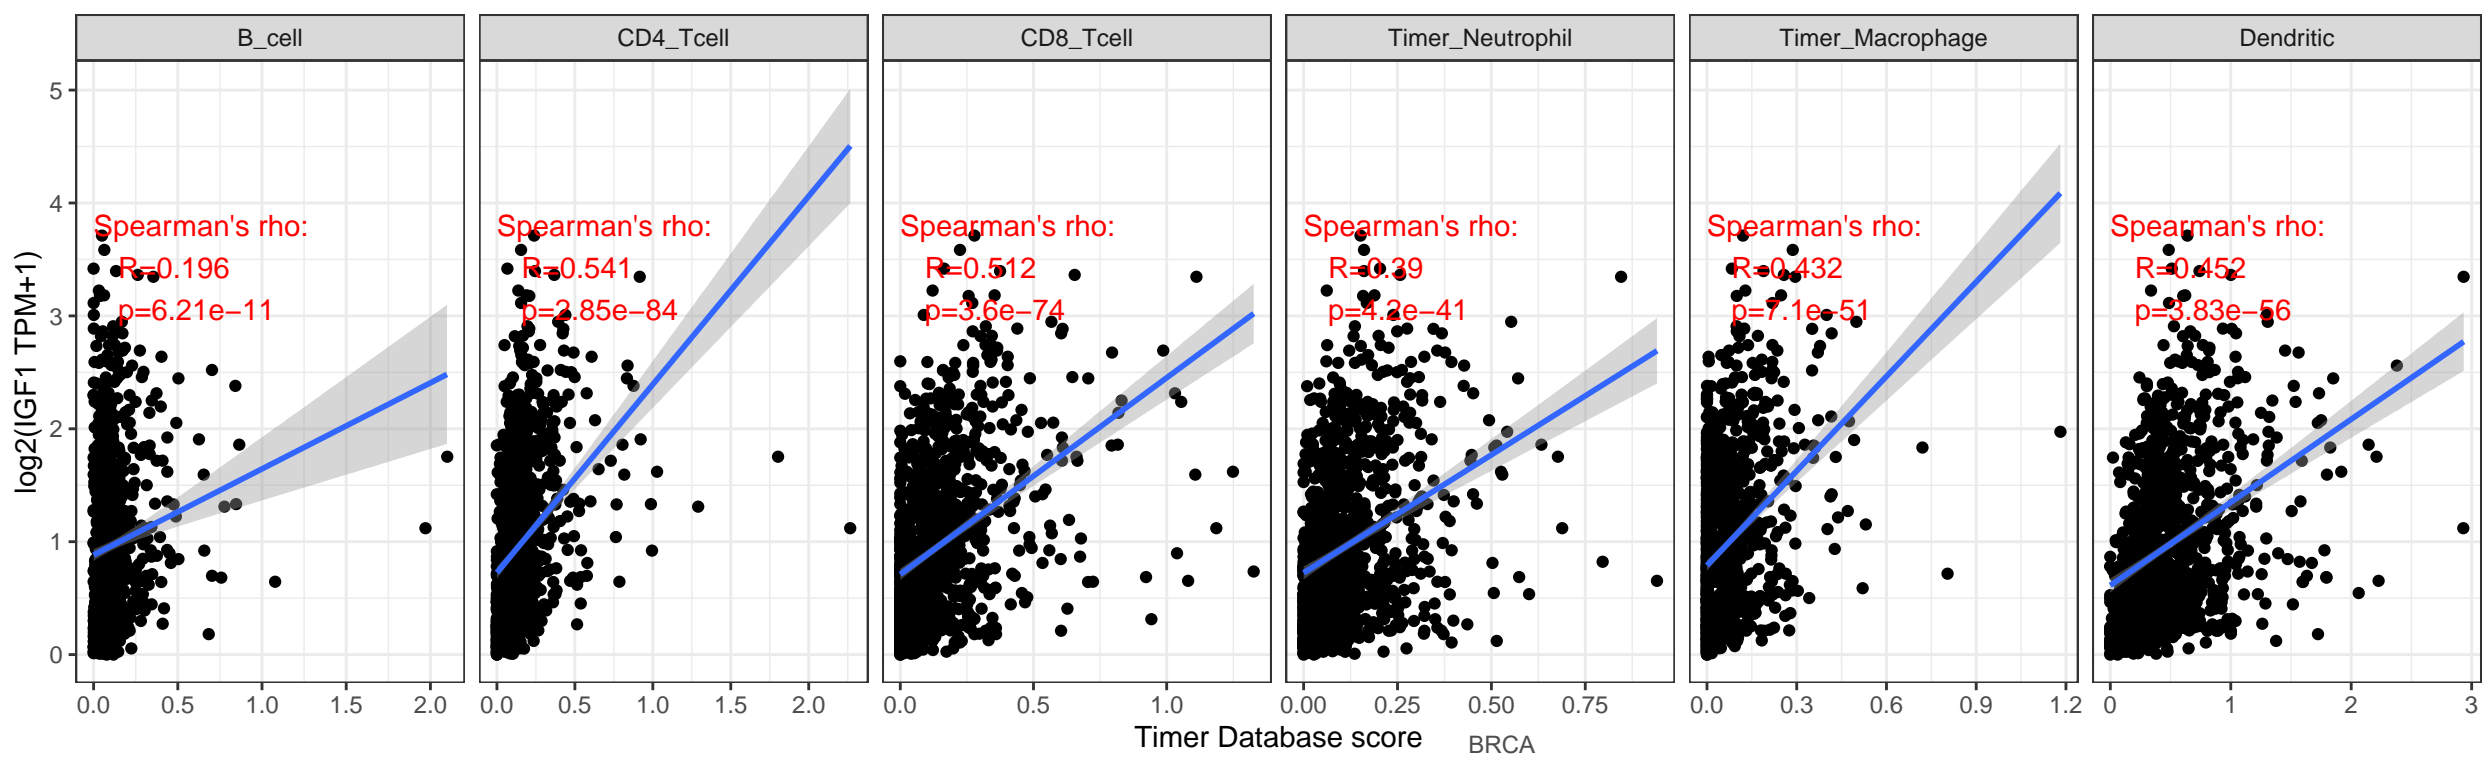 B_cell
CD4_Tcell
CD8_Tcell
Timer_Neutrophil
Timer_Macrophage
Dendritic
log2(IGF1 TPM+1)
5
4
3
2
1
0
Spearman's rho:
R=0.196
p=6.21e−11
Spearman's rho:
R=0.541
p=2.85e−84
Spearman's rho:
R=0.512
p=3.6e−74
Spearman's rho:
R=0.39
p=4.2e−41
Spearman's rho:
R=0.432
p=7.1e−51
Spearman's rho:
R=0.452
p=3.83e−56
0.0 0.5 1.0 1.5 2.0
0.0 0.5 1.0 1.5 2.0
0.0 0.5 1.0
0.00 0.25 0.50 0.75
0.0 0.3 0.6 0.9 1.2
0 1 2 3
Timer Database score
BRCA